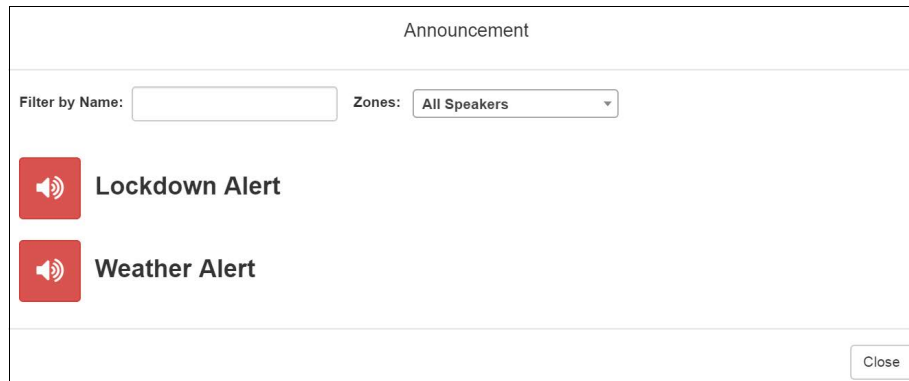 Announcement
Filter by Name: Zones: All Speakers
Lockdown Alert
Weather Alert
Close